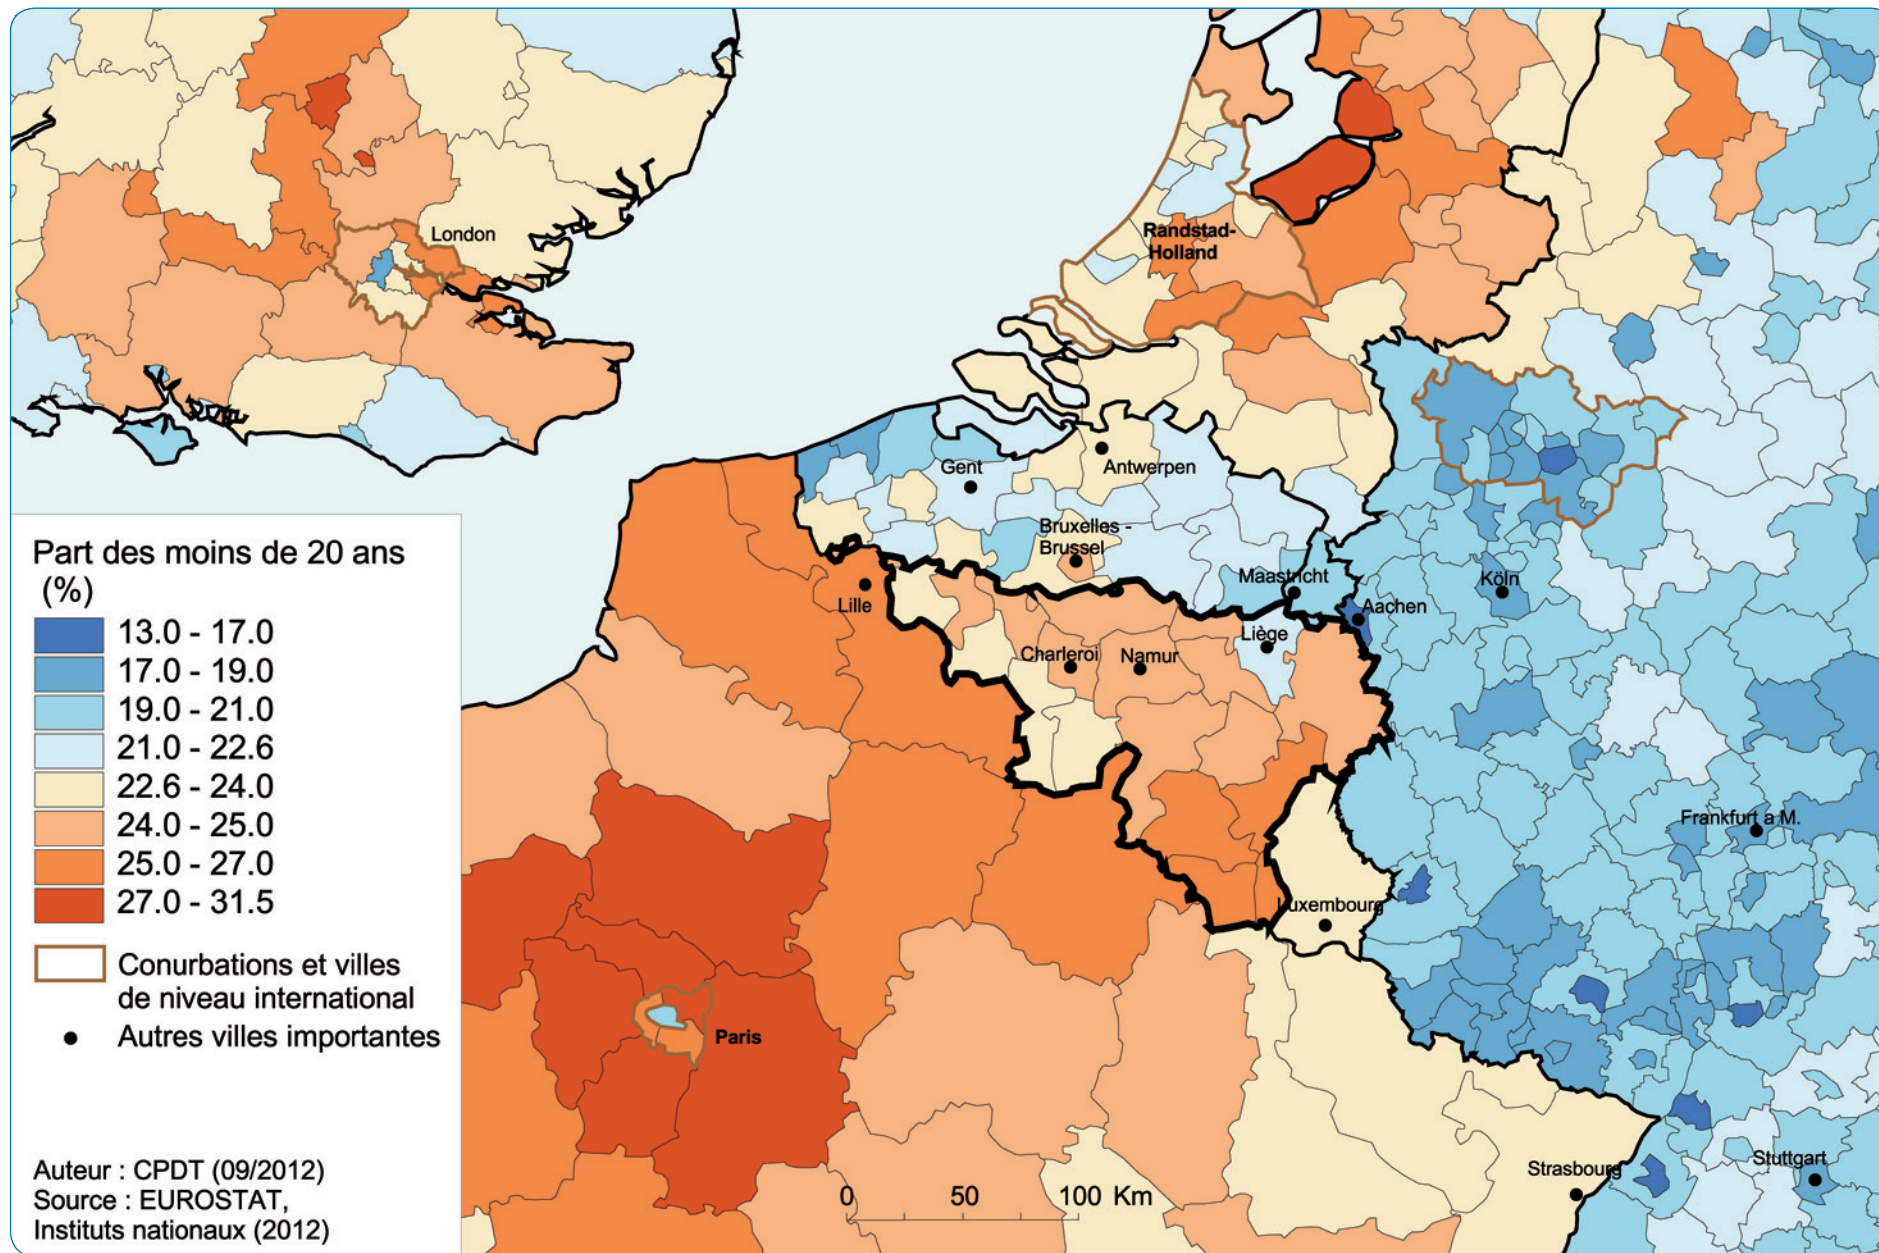 London
Randstad-
Holland
Gent
Antwerpen
Bruxelles -
Brussel
Maastricht
Köln
Lille
Aachen
Liège
Charleroi
Namur
Frankfurt a M.
Luxembourg
Paris
Strasbourg
Stuttgart
0 50 100 Km
Part des moins de 20 ans
(%)
13.0 - 17.0
17.0 - 19.0
19.0 - 21.0
21.0 - 22.6
22.6 - 24.0
24.0 - 25.0
25.0 - 27.0
27.0 - 31.5
Conurbations et villes
de niveau international
Autres villes importantes
Auteur : CPDT (09/2012)
Source : EUROSTAT,
Instituts nationaux (2012)